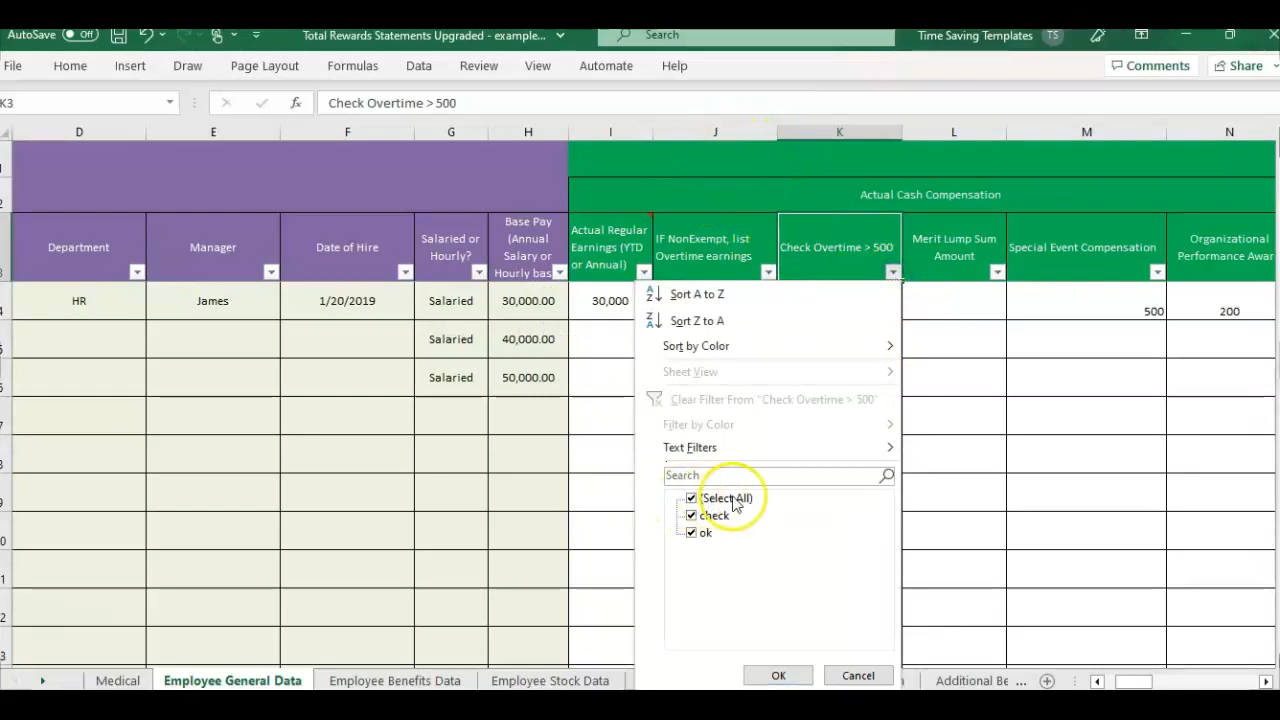 AutoSave Off Total Rewards Statements Upgraded - example... Search Time Saving Templates TS
File Home Insert Draw Page Layout Formulas Data Review View Automate Help Comments Share
K3 fx Check Overtime > 500
D E F G H I J K L M N
Actual Cash Compensation
Department
Manager
Date of Hire
Salaried or
Hourly?
Base Pay
(Annual
Salary or
Hourly bas
Actual Regular
Earnings (YTD
or Annual)
IF NonExempt, list
Overtime earnings
Check Overtime > 500
Merit Lump Sum
Amount
Special Event Compensation
Organizational
Performance Awar
HR James 1/20/2019 Salaried 30,000.00 30,000 500 200
Salaried 40,000.00
Salaried 50,000.00
Sort A to Z
Sort Z to A
Sort by Color
Sheet View
Clear Filter From "Check Overtime > 500"
Filter by Color
Text Filters
Search
(Select All)
check
ok
OK Cancel
Medical Employee General Data Employee Benefits Data Employee Stock Data Additional Be ...